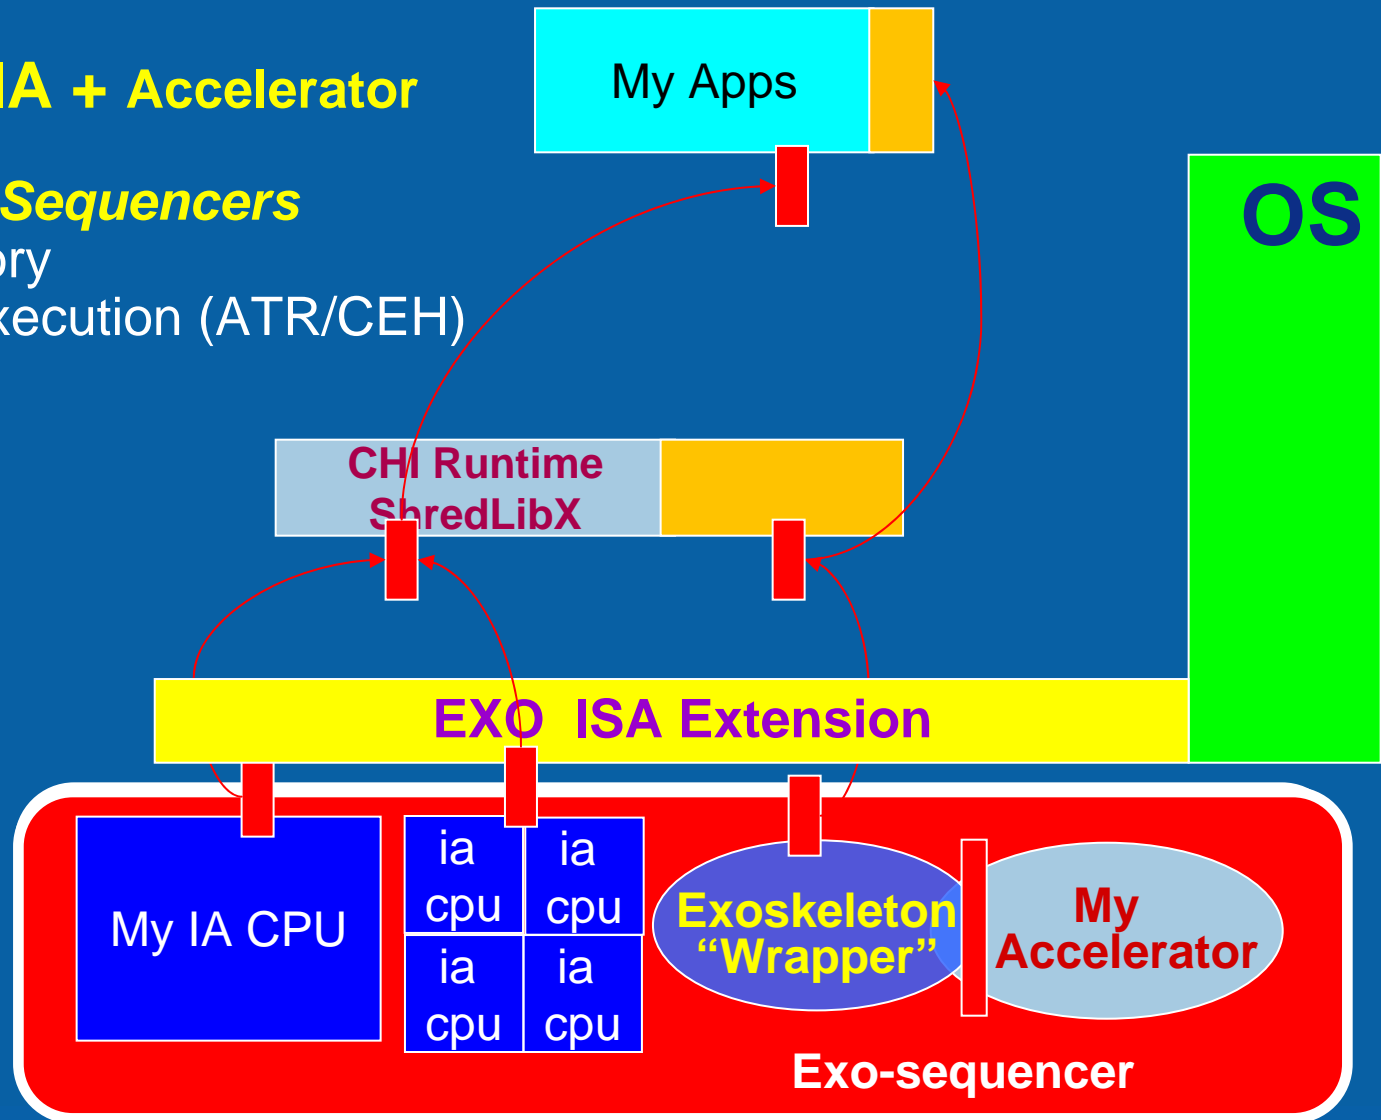 IA + Accelerator
My Apps
Sequencers
ory
xecution (ATR/CEH)
OS
CHI Runtime
ShredLibX
EXO ISA Extension
My IA CPU
ia
cpu
ia
cpu
ia
cpu
ia
cpu
Exoskeleton
“Wrapper”
My
Accelerator
Exo-sequencer